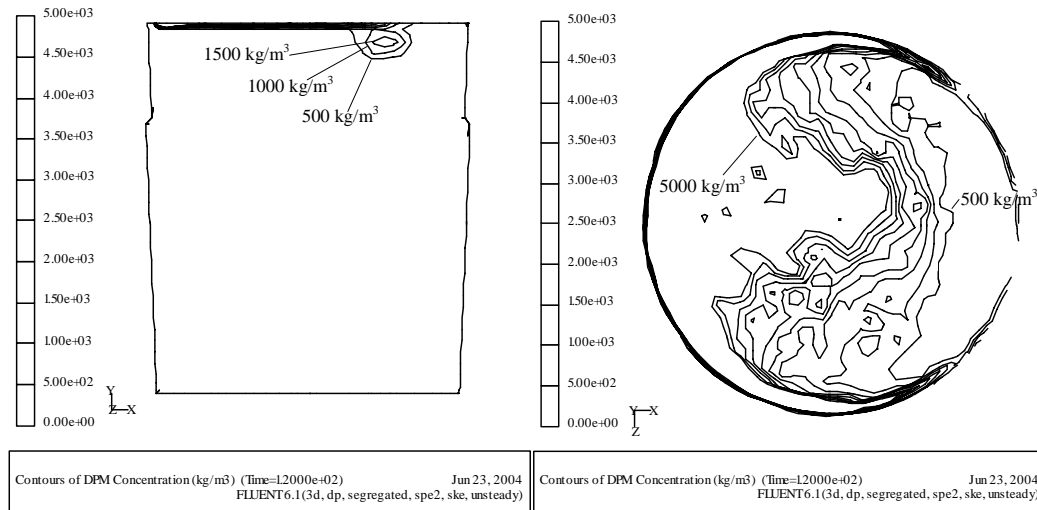 5.00e+03
4.50e+03
4.00e+03
3.50e+03
3.00e+03
2.50e+03
2.00e+03
1.50e+03
1.00e+03
5.00e+02
0.00e+00
1500 kg/m³
1000 kg/m³
500 kg/m³
Y
Z X
Contours of DPM Concentration (kg/m3) (Time=1.2000e+02) Jun 23, 2004
FLUENT 6.1 (3d, dp, segregated, spe2, ske, unsteady)
5.00e+03
4.50e+03
4.00e+03
3.50e+03
3.00e+03
2.50e+03
2.00e+03
1.50e+03
1.00e+03
5.00e+02
0.00e+00
5000 kg/m³
500 kg/m³
Y X
Z
Contours of DPM Concentration (kg/m3) (Time=1.2000e+02) Jun 23, 2004
FLUENT 6.1 (3d, dp, segregated, spe2, ske, unsteady)